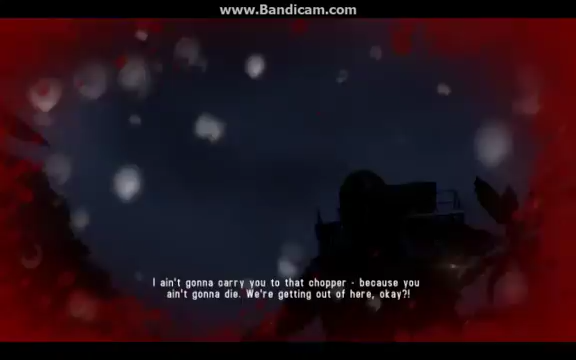 www.Bandicam.com
I ain't gonna carry you to that chopper - because you
ain't gonna die. We're getting out of here, okay?!